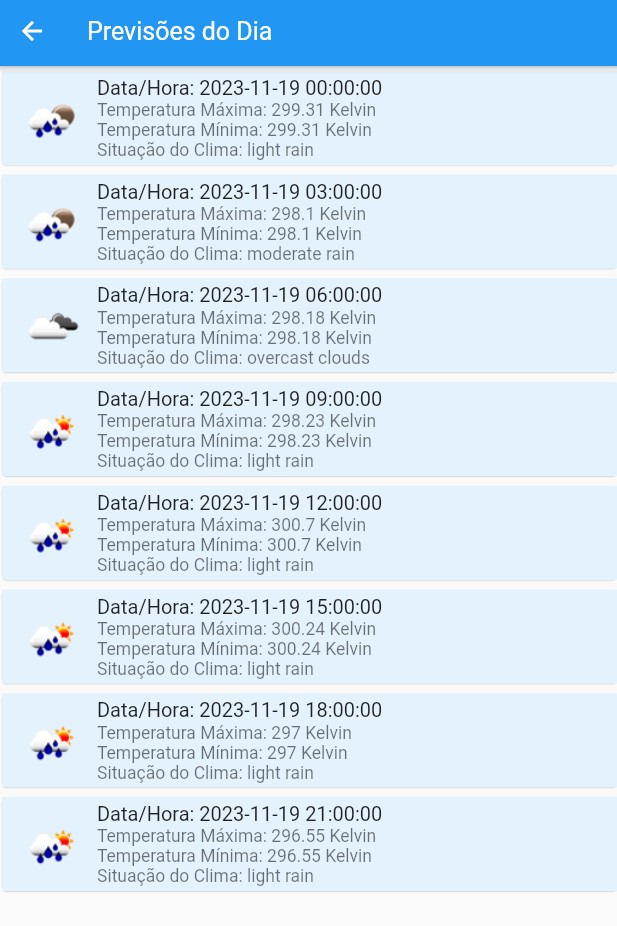 Previsões do Dia
Data/Hora: 2023-11-19 00:00:00
Temperatura Máxima: 299.31 Kelvin
Temperatura Mínima: 299.31 Kelvin
Situação do Clima: light rain
Data/Hora: 2023-11-19 03:00:00
Temperatura Máxima: 298.1 Kelvin
Temperatura Mínima: 298.1 Kelvin
Situação do Clima: moderate rain
Data/Hora: 2023-11-19 06:00:00
Temperatura Máxima: 298.18 Kelvin
Temperatura Mínima: 298.18 Kelvin
Situação do Clima: overcast clouds
Data/Hora: 2023-11-19 09:00:00
Temperatura Máxima: 298.23 Kelvin
Temperatura Mínima: 298.23 Kelvin
Situação do Clima: light rain
Data/Hora: 2023-11-19 12:00:00
Temperatura Máxima: 300.7 Kelvin
Temperatura Mínima: 300.7 Kelvin
Situação do Clima: light rain
Data/Hora: 2023-11-19 15:00:00
Temperatura Máxima: 300.24 Kelvin
Temperatura Mínima: 300.24 Kelvin
Situação do Clima: light rain
Data/Hora: 2023-11-19 18:00:00
Temperatura Máxima: 297 Kelvin
Temperatura Mínima: 297 Kelvin
Situação do Clima: light rain
Data/Hora: 2023-11-19 21:00:00
Temperatura Máxima: 296.55 Kelvin
Temperatura Mínima: 296.55 Kelvin
Situação do Clima: light rain